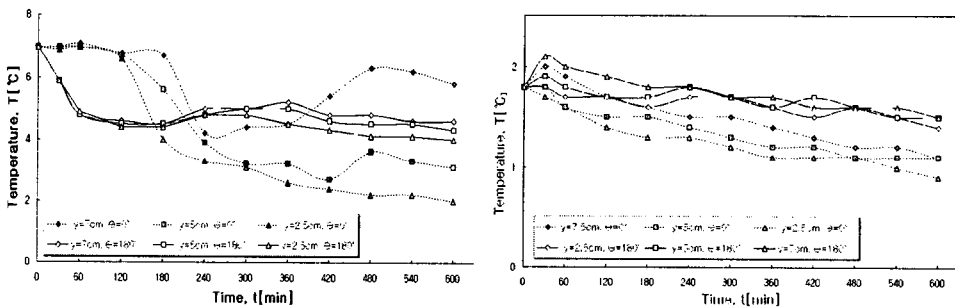 8
6
4
2
0
Temperature, T [℃]
y=7cm, Θ=0° y=5cm, Θ=0° y=2.5cm, Θ=0°
y=7cm, Θ=180° y=5cm, Θ=180° y=2.5cm, Θ=180°
0 60 120 180 240 300 360 420 480 540 600
Time, t[min]
2
1
0
Temperature, T[℃]
y=7.5cm, Θ=0° y=5cm, Θ=0° y=2.5cm, Θ=0°
y=2.5cm, Θ=180° y=5cm, Θ=180° y=7cm, Θ=180°
0 60 120 180 240 300 360 420 480 540 600
Time, t[min]